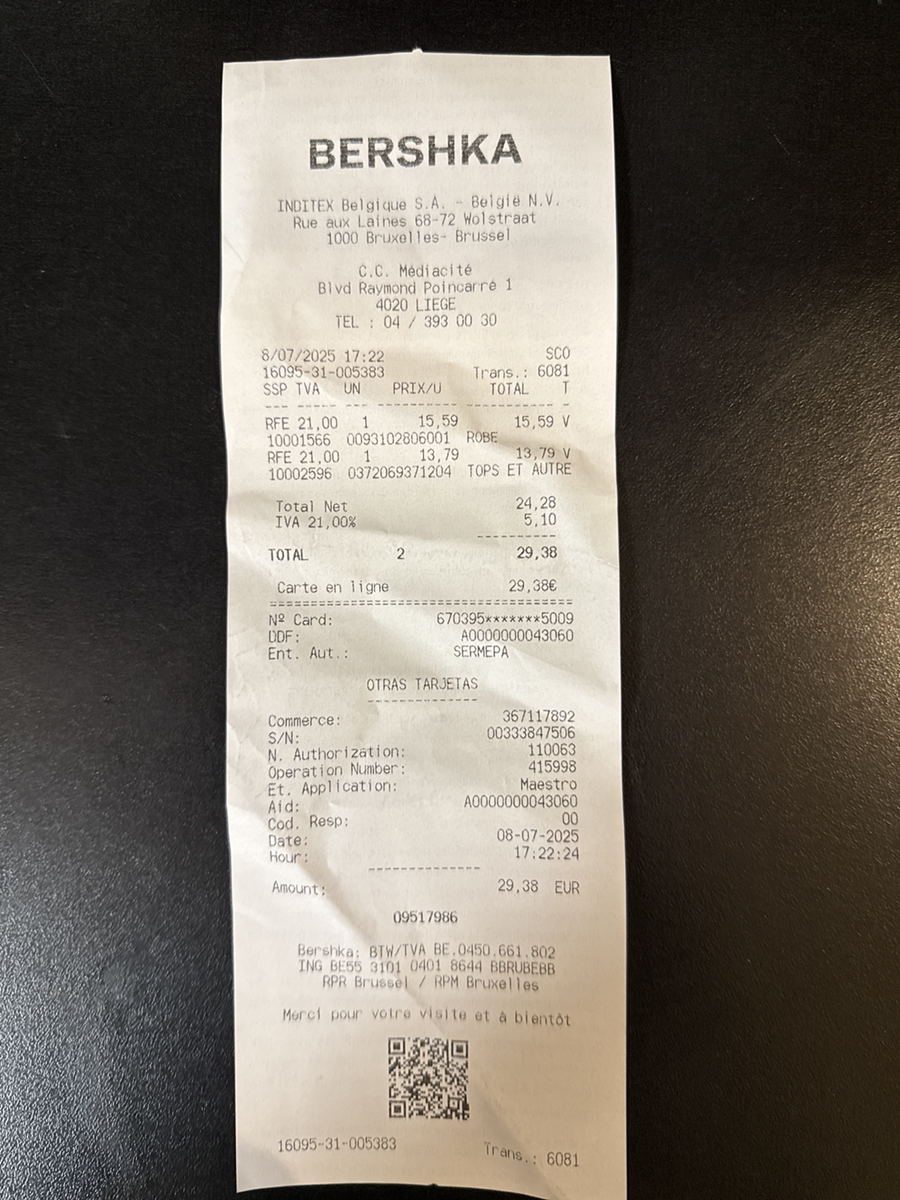 BERSHKA
INDITEX Belgique S.A. - België N.V.
Rue aux Laines 68-72 Wolstraat
1000 Bruxelles- Brussel
C.C. Médiacité
Blvd Raymond Poincarré 1
4020 LIEGE
TEL : 04 / 393 00 30
8/07/2025 17:22 SCO
16095-31-005383 Trans.: 6081
SSP TVA UN PRIX/U TOTAL T
--- ----- --- ---------- ---------- -
RFE 21,00 1 15,59 15,59 V
10001566 0093102806001 ROBE
RFE 21,00 1 13,79 13,79 V
10002596 0372069371204 TOPS ET AUTRE
Total Net 24,28
IVA 21,00% 5,10
----------
TOTAL 2 29,38
Carte en ligne 29,38€
======================================
Nº Card: 670395*******5009
DDF: A0000000043060
Ent. Aut.: SERMEPA
OTRAS TARJETAS
--------------
Commerce: 367117892
S/N: 00333847506
N. Authorization: 110063
Operation Number: 415998
Et. Application: Maestro
Aid: A0000000043060
Cod. Resp: 00
Date: 08-07-2025
Hour: 17:22:24
--------------
Amount: 29,38 EUR
09517986
Bershka: BTW/TVA BE.0450.661.802
ING BE55 3101 0401 8644 BBRUBEBB
RPR Brussel / RPM Bruxelles
Merci pour votre visite et à bientôt
16095-31-005383 Trans.: 6081